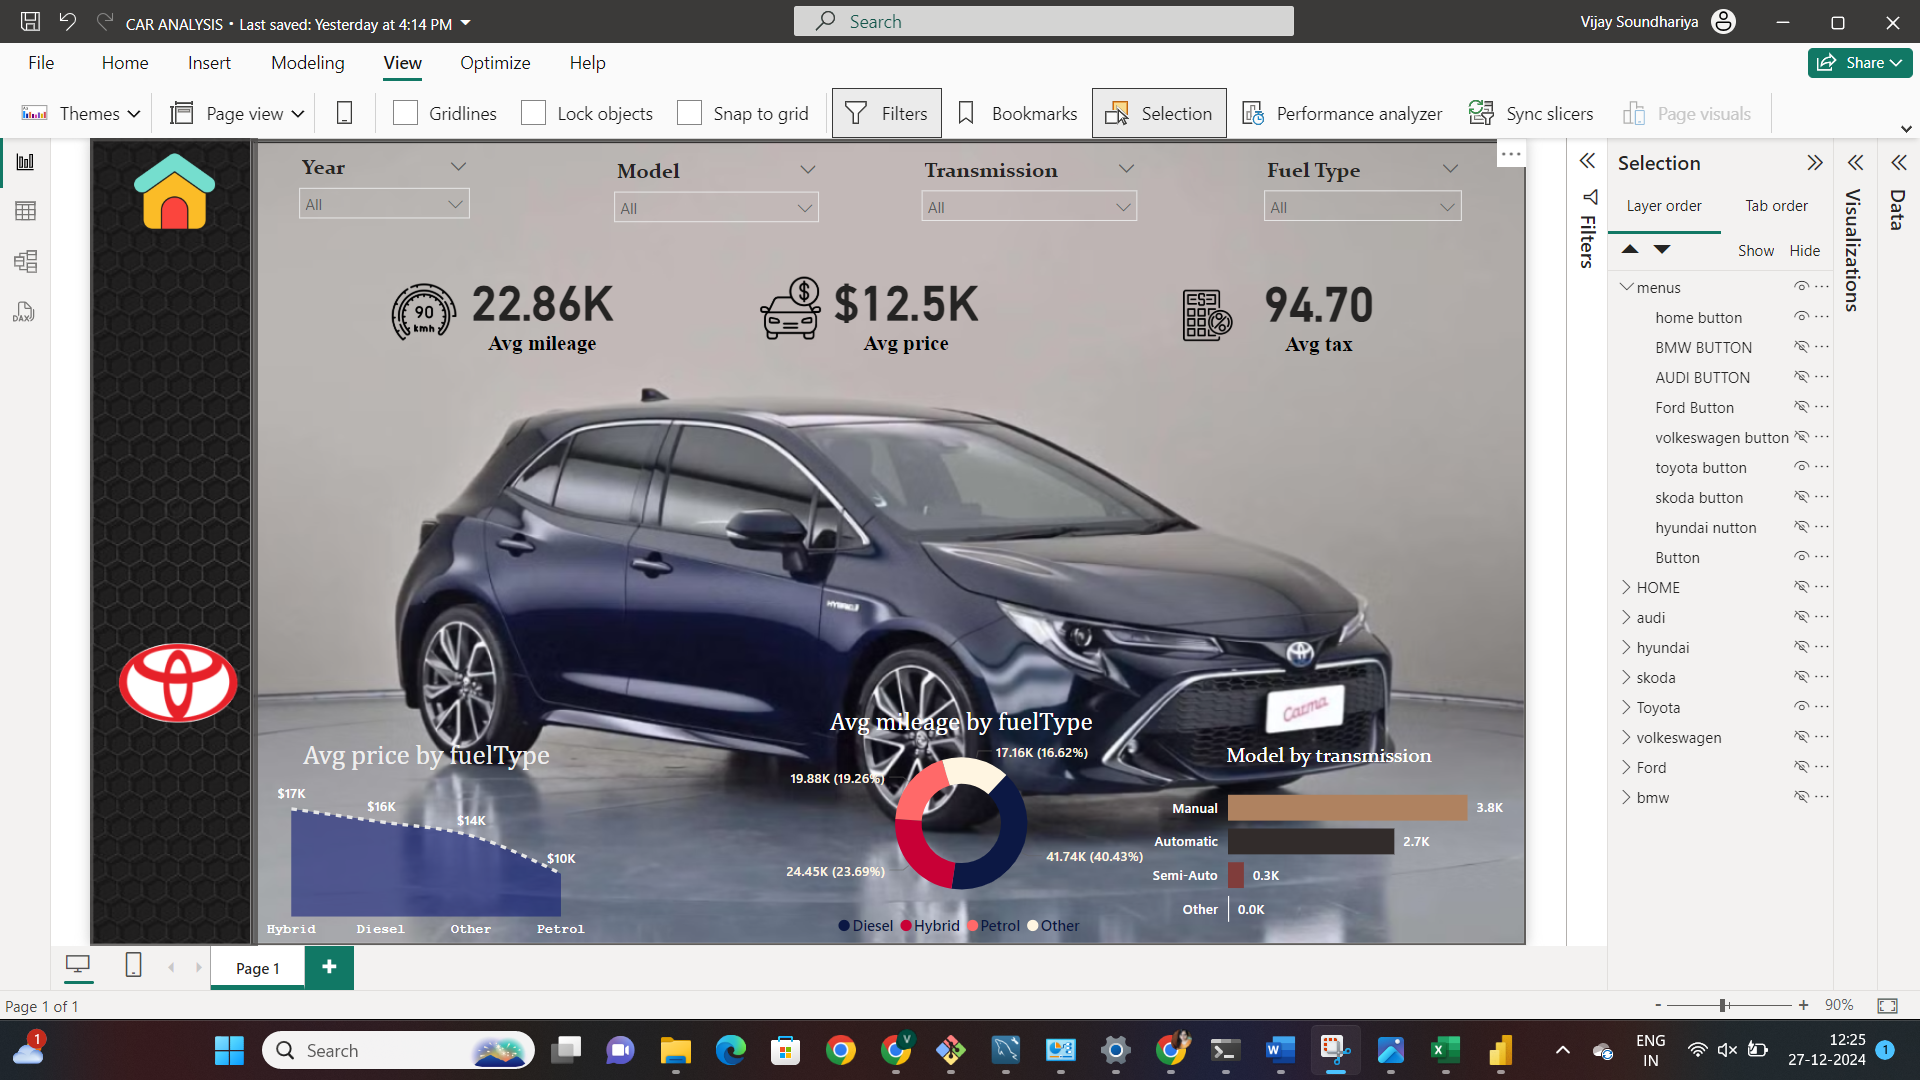 CAR ANALYSIS • Last saved: Yesterday at 4:14 PM
Search
Vijay Soundhariya
File Home Insert Modeling View Optimize Help
Share
Themes Page view Gridlines Lock objects Snap to grid Filters Bookmarks Selection Performance analyzer Sync slicers Page visuals
Year Model Transmission Fuel Type
All All All All
90
kmh
22.86K
Avg mileage
$
$12.5K
Avg price
%
94.70
Avg tax
HYBRID
Carma
Avg price by fuelType
$17K
$16K
$14K
$10K
Hybrid Diesel Other Petrol
Avg mileage by fuelType
17.16K (16.62%)
19.88K (19.26%)
24.45K (23.69%)
41.74K (40.43%)
Diesel Hybrid Petrol Other
Model by transmission
Manual 3.8K
Automatic 2.7K
Semi-Auto 0.3K
Other 0.0K
Filters
Selection
Layer order Tab order
Show Hide
menus
home button
BMW BUTTON
AUDI BUTTON
Ford Button
volkeswagen button
toyota button
skoda button
hyundai nutton
Button
HOME
audi
hyundai
skoda
Toyota
volkeswagen
Ford
bmw
Visualizations
Data
DAX
Page 1
Page 1 of 1
- + 90%
1
Search
V
ENG
IN
12:25
27-12-2024
1